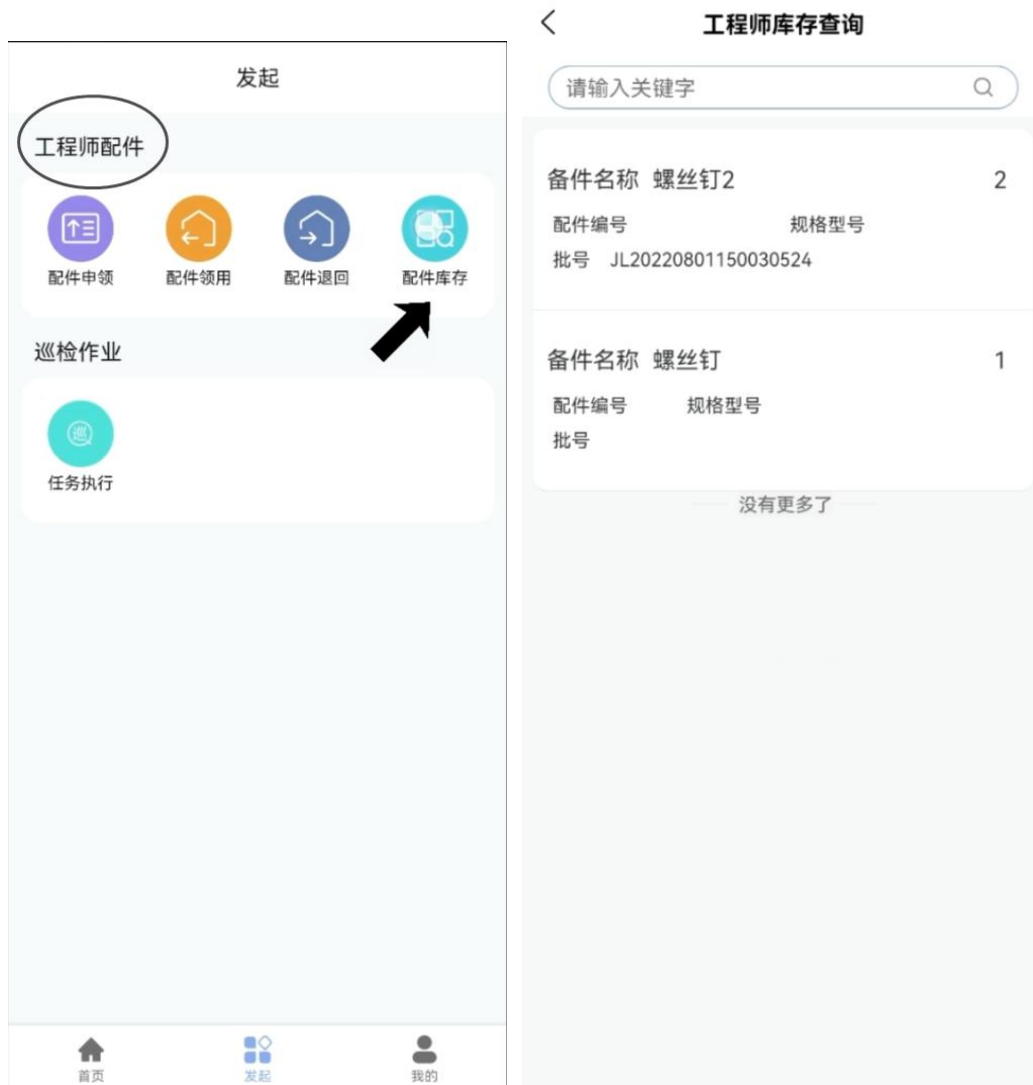 发起
工程师配件
配件申领 配件领用 配件退回 配件库存
巡检作业
巡
任务执行
首页 发起 我的
工程师库存查询
请输入关键字
备件名称 螺丝钉2 2
配件编号 规格型号
批号 JL20220801150030524
备件名称 螺丝钉 1
配件编号 规格型号
批号
没有更多了